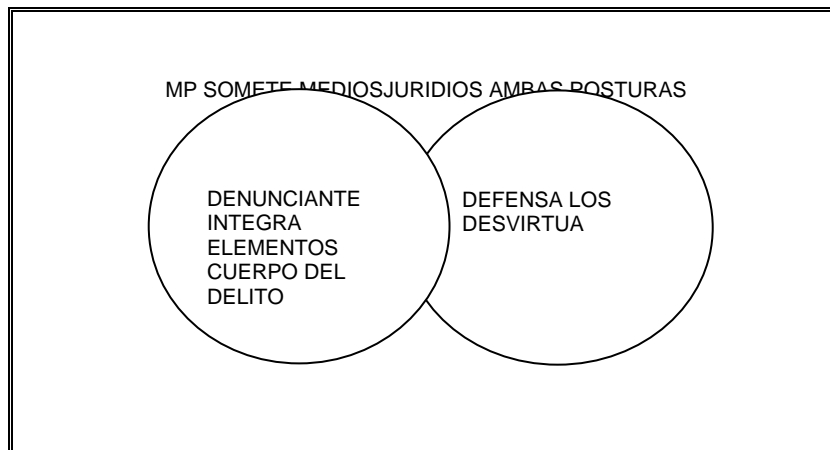 MP SOMETE MEDIOSJURIDIOS AMBAS POSTURAS
DENUNCIANTE
INTEGRA
ELEMENTOS
CUERPO DEL
DELITO
DEFENSA LOS
DESVIRTUA